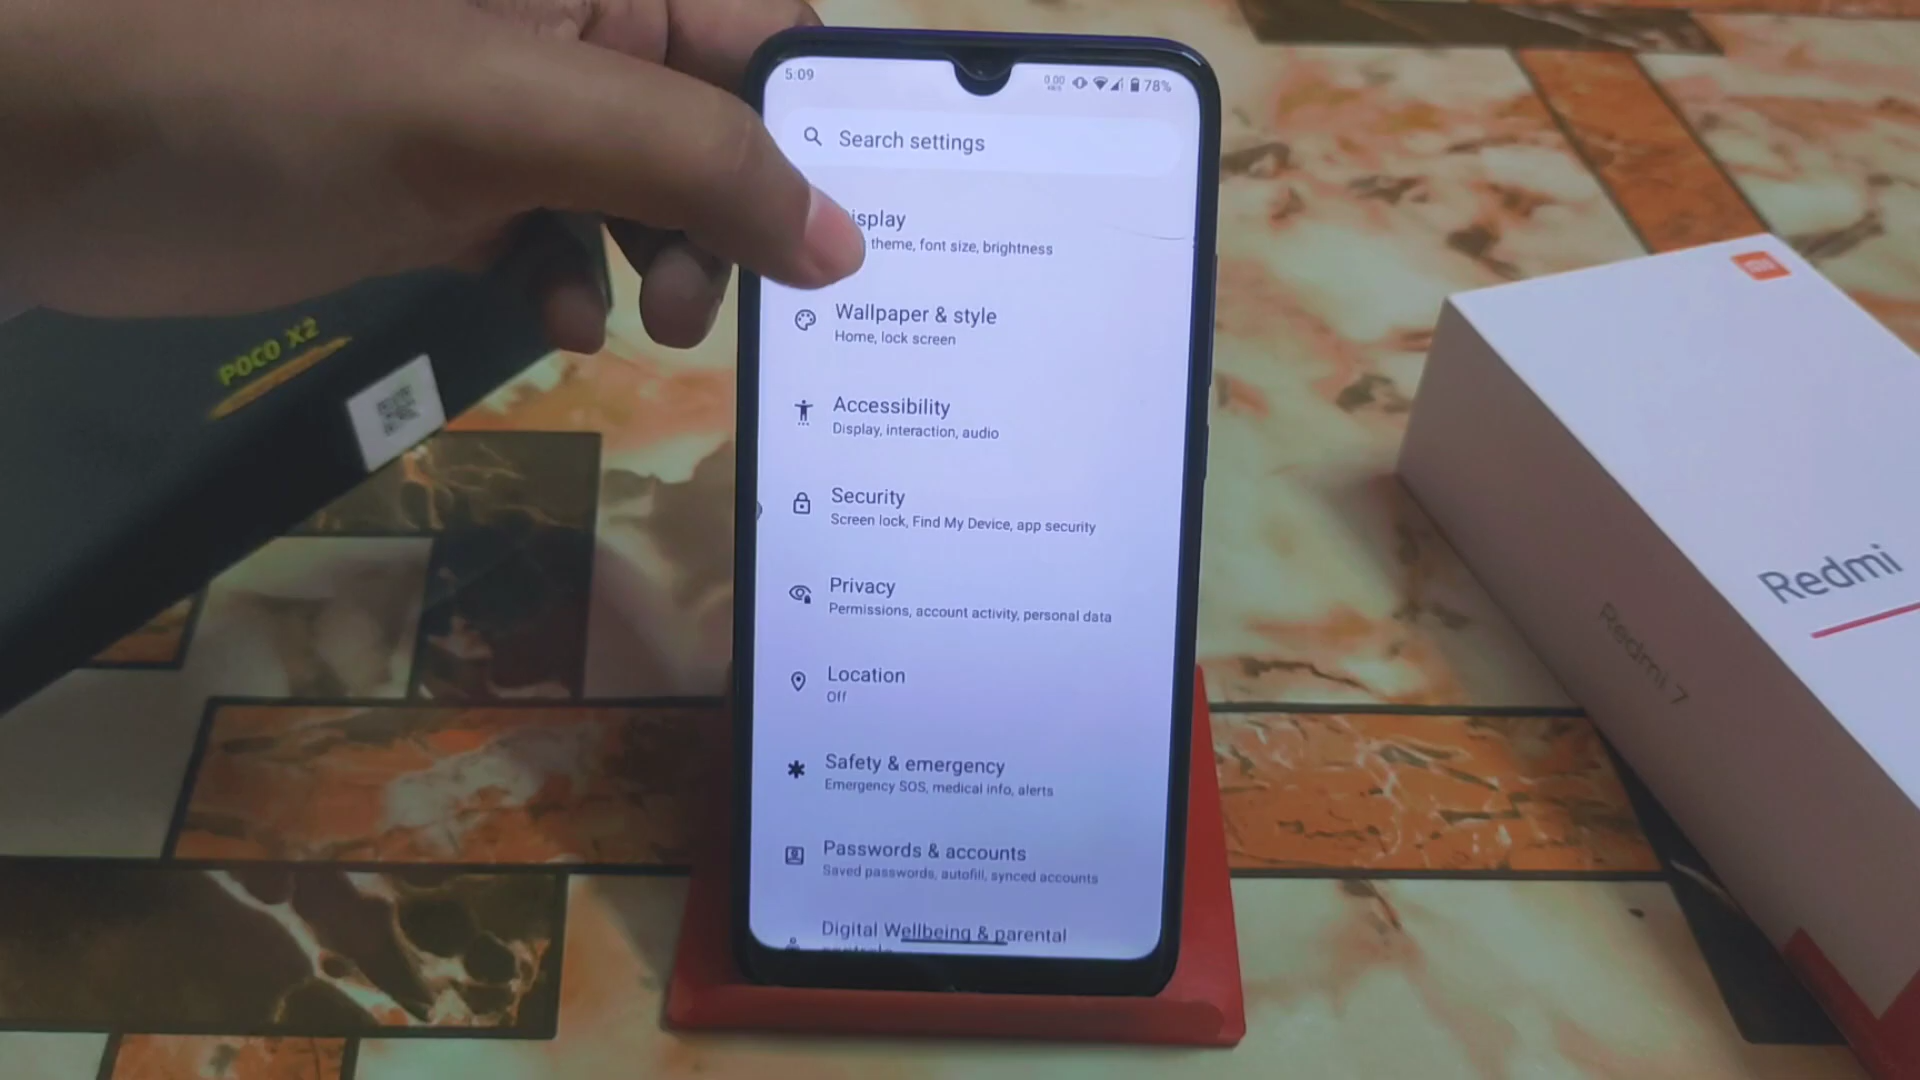 5:09
0.00
78%
Search settings
isplay
theme, font size, brightness
Wallpaper & style
Home, lock screen
Accessibility
Display, interaction, audio
Security
Screen lock, Find My Device, app security
Privacy
Permissions, account activity, personal data
Location
Off
Safety & emergency
Emergency SOS, medical info, alerts
Passwords & accounts
Saved passwords, autofill, synced accounts
Digital Wellbeing & parental
POCO X2
Redmi
Redmi 7